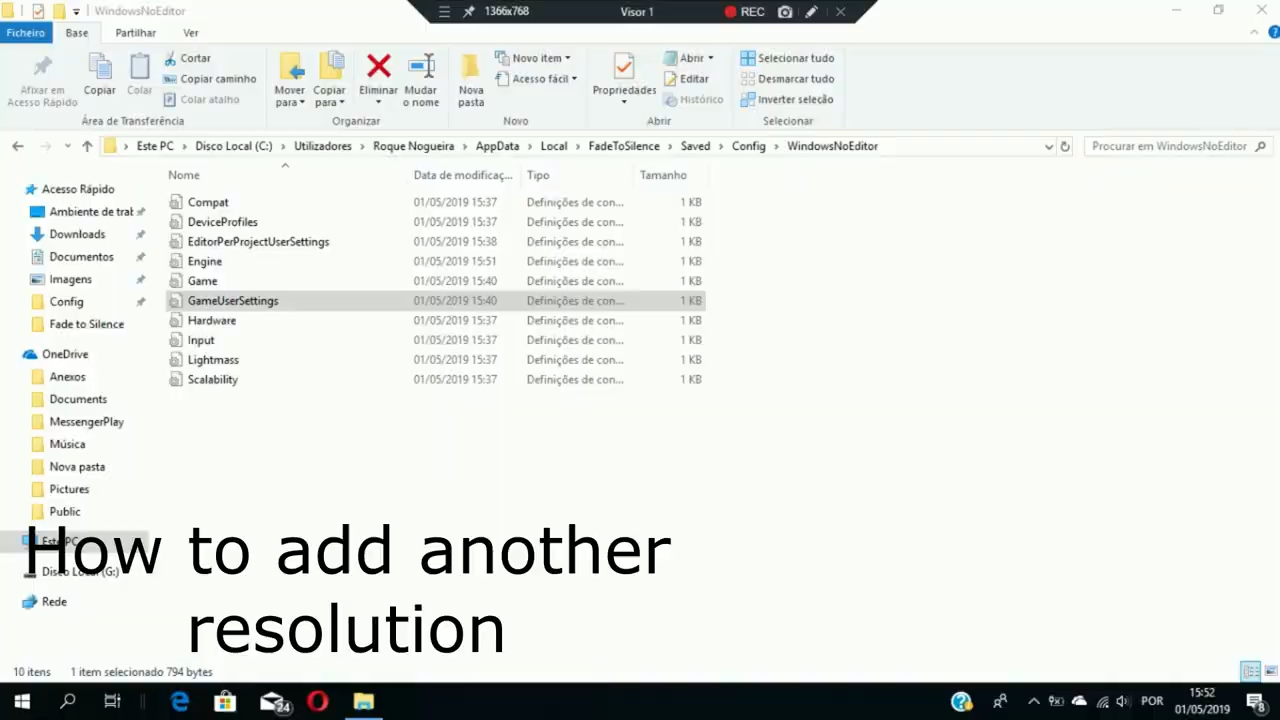 WindowsNoEditor
1366x768
Visor 1
REC
Ficheiro Base Partilhar Ver
Afixar em Acesso Rápido
Copiar
Colar
Cortar
Copiar caminho
Colar atalho
Mover para
Copiar para
Eliminar
Mudar o nome
Nova pasta
Novo item
Acesso fácil
Propriedades
Abrir
Editar
Histórico
Selecionar tudo
Desmarcar tudo
Inverter seleção
Área de Transferência Organizar Novo Abrir Selecionar
Este PC Disco Local (C:) Utilizadores Roque Nogueira AppData Local FadeToSilence Saved Config WindowsNoEditor
Procurar em WindowsNoEditor
Nome Data de modificaç... Tipo Tamanho
Compat 01/05/2019 15:37 Definições de con... 1 KB
DeviceProfiles 01/05/2019 15:37 Definições de con... 1 KB
EditorPerProjectUserSettings 01/05/2019 15:38 Definições de con... 1 KB
Engine 01/05/2019 15:51 Definições de con... 1 KB
Game 01/05/2019 15:40 Definições de con... 1 KB
GameUserSettings 01/05/2019 15:40 Definições de con... 1 KB
Hardware 01/05/2019 15:37 Definições de con... 1 KB
Input 01/05/2019 15:37 Definições de con... 1 KB
Lightmass 01/05/2019 15:37 Definições de con... 1 KB
Scalability 01/05/2019 15:37 Definições de con... 1 KB
Acesso Rápido
Ambiente de trab
Downloads
Documentos
Imagens
Config
Fade to Silence
OneDrive
Anexos
Documents
MessengerPlay
Música
Nova pasta
Pictures
Public
Este PC
Disco Local (G:)
Rede
How to add another
resolution
10 itens 1 item selecionado 794 bytes
24
POR
15:52
01/05/2019
8